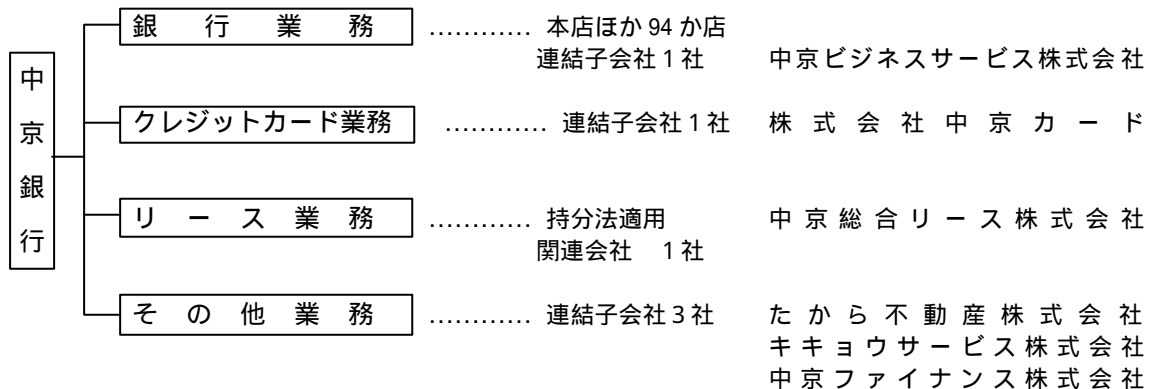 中京銀行
銀行業務 ………… 本店ほか 94 か店
連結子会社 1 社 中京ビジネスサービス株式会社
クレジットカード業務 ………… 連結子会社 1 社 株式会社中京カード
リース業務 ………… 持分法適用 中京総合リース株式会社
関連会社 1 社
その他業務 ………… 連結子会社 3 社 たから不動産株式会社
キキョウサービス株式会社
中京ファイナンス株式会社